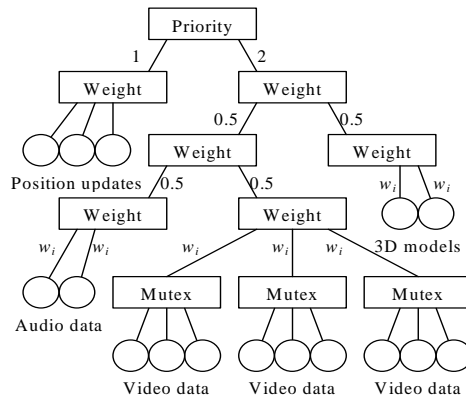 Priority
1 2
Weight Weight
0.5 0.5
Weight Weight
Position updates 0.5 0.5 w_i w_i
Weight Weight
w_i w_i w_i w_i w_i 3D models
Mutex Mutex Mutex
Audio data
Video data Video data Video data